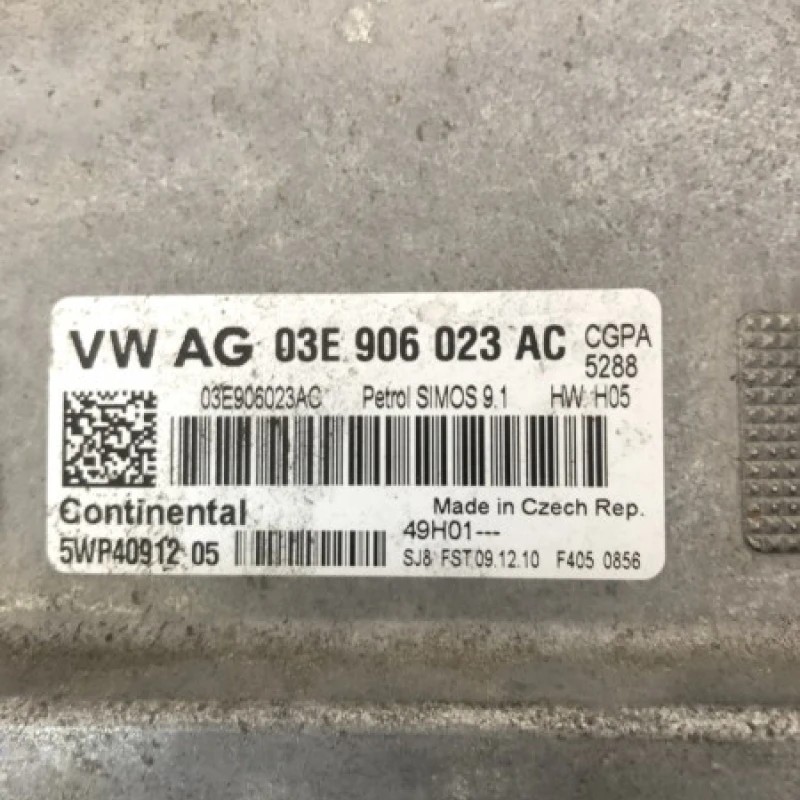 VW AG 03E 906 023 AC CGPA
5288
03E906023AC Petrol SIMOS 9.1 HW H05
Continental Made in Czech Rep.
49H01---
5WP40912 05 SJ8 FST 09.12.10 F405 0856